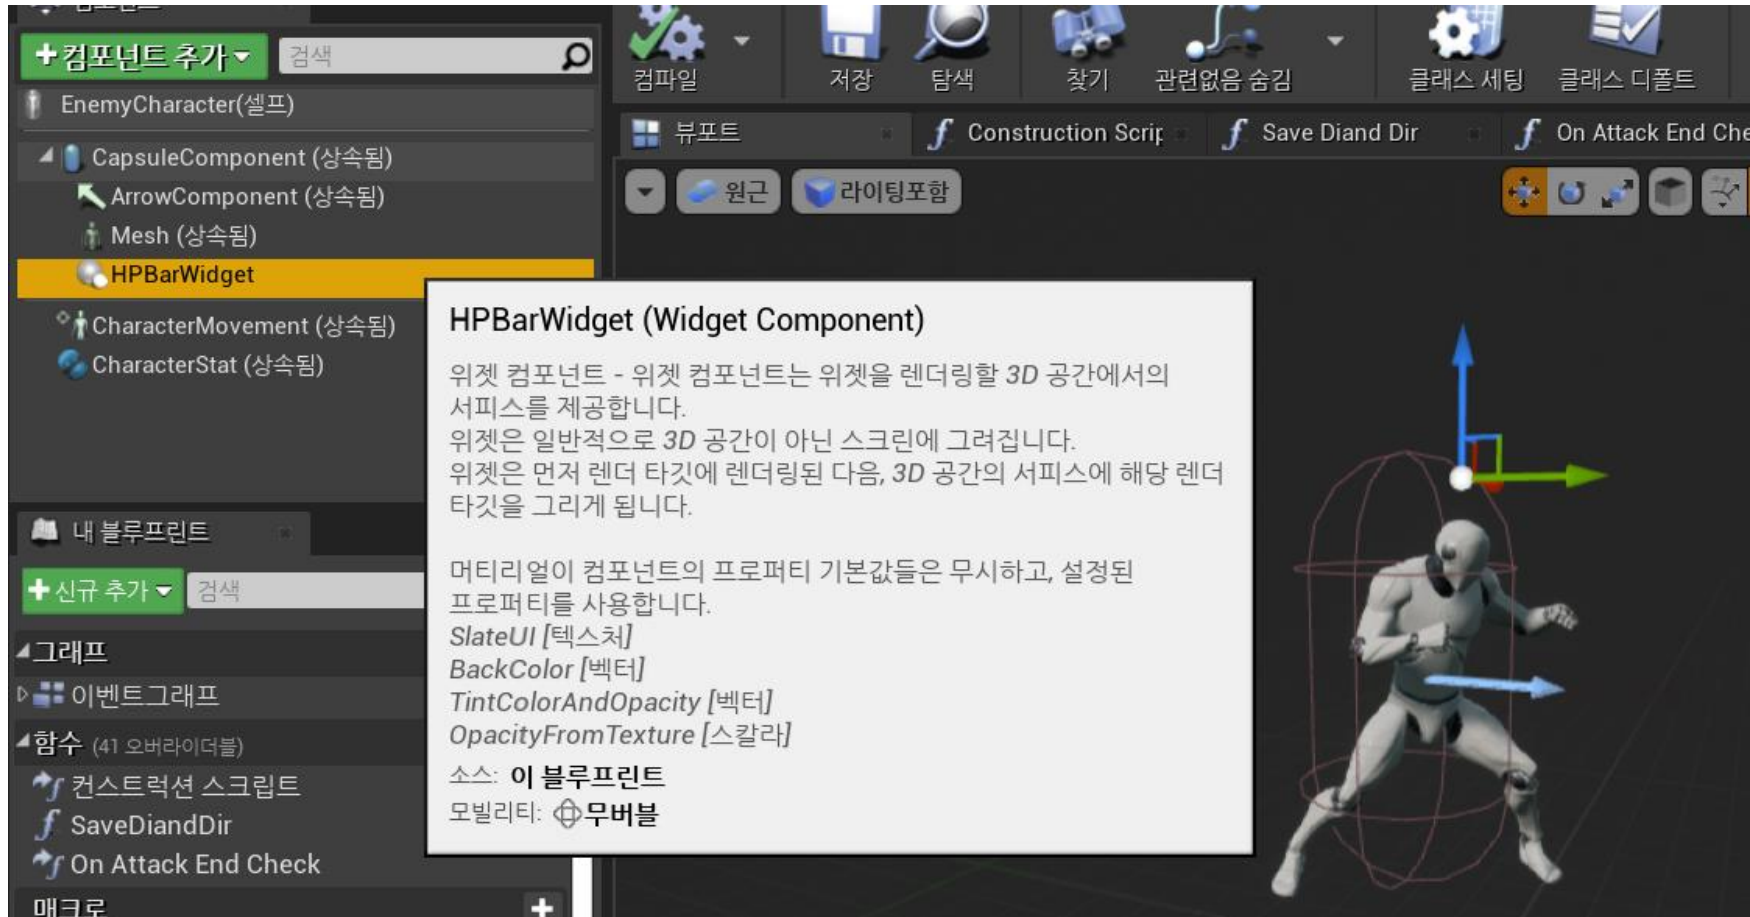 컴포넌트
컴포넌트 추가
검색
EnemyCharacter(셀프)
CapsuleComponent (상속됨)
ArrowComponent (상속됨)
Mesh (상속됨)
HPBarWidget
CharacterMovement (상속됨)
CharacterStat (상속됨)
내 블루프린트
신규 추가
검색
그래프
이벤트그래프
함수 (41 오버라이더블)
컨스트럭션 스크립트
SaveDiandDir
On Attack End Check
매크로
컴파일
저장
탐색
찾기
관련없음 숨김
클래스 세팅
클래스 디폴트
뷰포트
Construction Scrip
Save Diand Dir
On Attack End Che
원근
라이팅포함
HPBarWidget (Widget Component)
위젯 컴포넌트 - 위젯 컴포넌트는 위젯을 렌더링할 3D 공간에서의
서피스를 제공합니다.
위젯은 일반적으로 3D 공간이 아닌 스크린에 그려집니다.
위젯은 먼저 렌더 타깃에 렌더링된 다음, 3D 공간의 서피스에 해당 렌더
타깃을 그리게 됩니다.
머티리얼이 컴포넌트의 프로퍼티 기본값들은 무시하고, 설정된
프로퍼티를 사용합니다.
SlateUI [텍스처]
BackColor [벡터]
TintColorAndOpacity [벡터]
OpacityFromTexture [스칼라]
소스: 이 블루프린트
모빌리티: 무버블